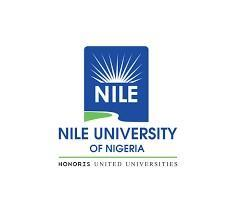 NILE
NILE UNIVERSITY
OF NIGERIA
HONORIS UNITED UNIVERSITIES